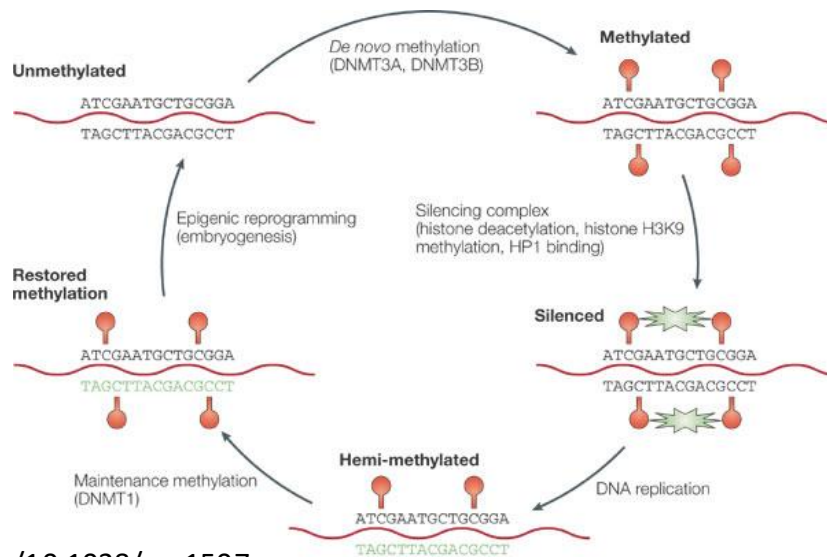 De novo methylation
(DNMT3A, DNMT3B)
Methylated
Unmethylated
ATCGAATGCTGCGGA
TAGCTTACGACGCCT
ATCGAATGCTGCGGA
TAGCTTACGACGCCT
Epigenic reprogramming
(embryogenesis)
Silencing complex
(histone deacetylation, histone H3K9
methylation, HP1 binding)
Restored
methylation
ATCGAATGCTGCGGA
TAGCTTACGACGCCT
Silenced
ATCGAATGCTGCGGA
TAGCTTACGACGCCT
Maintenance methylation
(DNMT1)
Hemi-methylated
DNA replication
ATCGAATGCTGCGGA
TAGCTTACGACGCCT